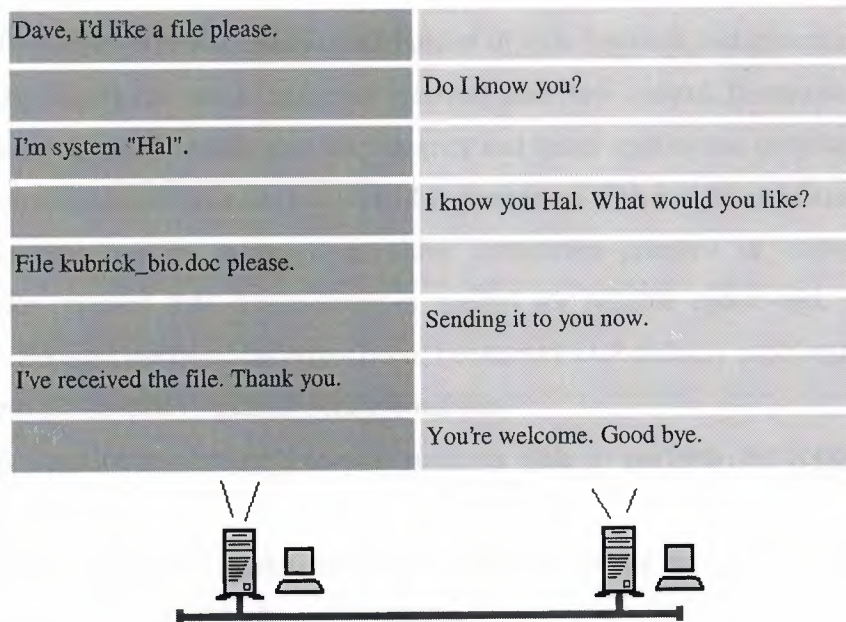 Dave, I'd like a file please.
Do I know you?
I'm system "Hal".
I know you Hal. What would you like?
File kubrick_bio.doc please.
Sending it to you now.
I've received the file. Thank you.
You're welcome. Good bye.